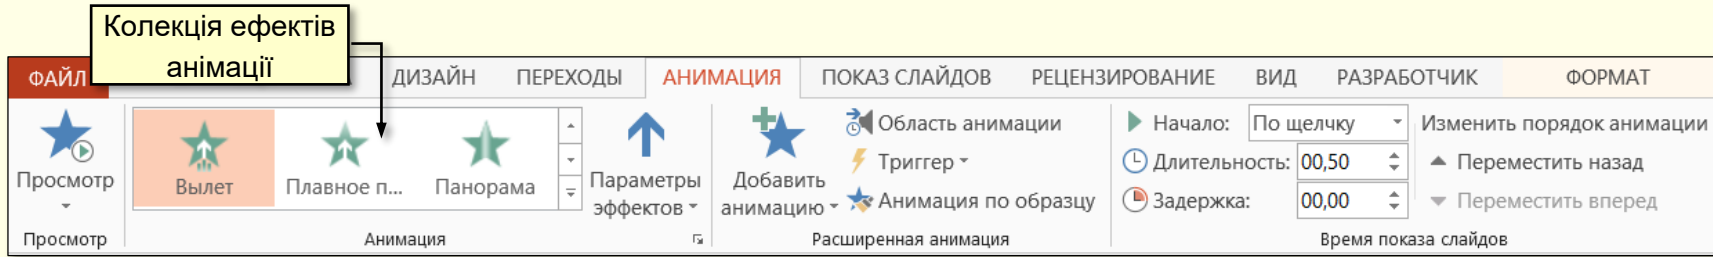 Колекція ефектів
анімації
ФАЙЛ ДИЗАЙН ПЕРЕХОДЫ АНИМАЦИЯ ПОКАЗ СЛАЙДОВ РЕЦЕНЗИРОВАНИЕ ВИД РАЗРАБОТЧИК ФОРМАТ
Просмотр
Вылет
Плавное п...
Панорама
Параметры
эффектов
Добавить
анимацию
Область анимации
Триггер
Анимация по образцу
Начало: По щелчку
Длительность: 00,50
Задержка: 00,00
Изменить порядок анимации
Переместить назад
Переместить вперед
Просмотр
Анимация
Расширенная анимация
Время показа слайдов